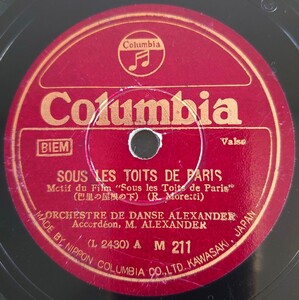 Columbia
Columbia
BIEM
Valse
SOUS LES TOITS DE PARIS
Motif du Film "Sous les Toits de Paris"
(巴里の屋根の下) (R. Moretti)
ORCHESTRE DE DANSE ALEXANDER
Accordéon, M. ALEXANDER
(L 2430) A M 211
MADE BY NIPPON COLUMBIA CO., LTD. KAWASAKI, JAPAN